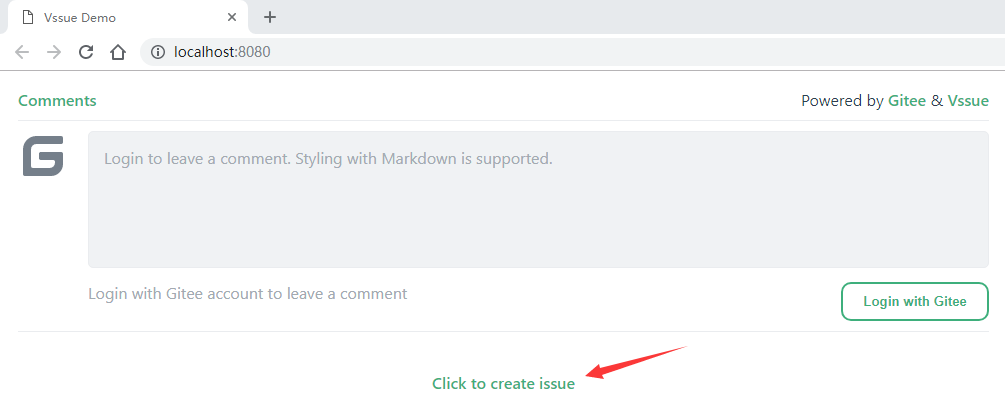 Vssue Demo
localhost:8080
Comments
Powered by Gitee & Vssue
Login to leave a comment. Styling with Markdown is supported.
Login with Gitee account to leave a comment
Login with Gitee
Click to create issue